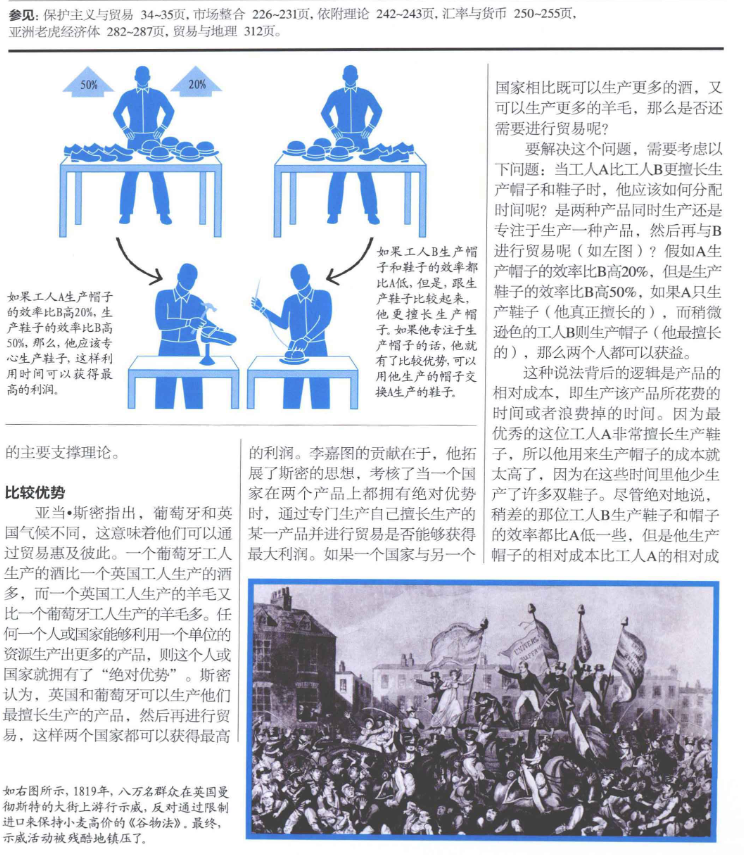 参见：保护主义与贸易 34~35页，市场整合 226~231页，依附理论 242~243页，汇率与货币 250~255页，
亚洲老虎经济体 282~287页，贸易与地理 312页。
50%
20%
如果工人A生产帽子
的效率比B高20%，生
产鞋子的效率比B高
50%，那么，他应该专
心生产鞋子，这样利
用时间可以获得最
高的利润。
如果工人B生产帽
子和鞋子的效率都
比A低，但是，跟生
产鞋子比较起来，
他更擅长生产帽
子。如果他专注于生
产帽子的话，他就
有了比较优势，可以
用他生产的帽子交
换A生产的鞋子。
的主要支撑理论。
比较优势
亚当•斯密指出，葡萄牙和英
国气候不同，这意味着他们可以通
过贸易惠及彼此。一个葡萄牙工人
生产的酒比一个英国工人生产的酒
多，而一个英国工人生产的羊毛又
比一个葡萄牙工人生产的羊毛多。任
何一个人或国家能够利用一个单位的
资源生产出更多的产品，则这个人或
国家就拥有了“绝对优势”。斯密
认为，英国和葡萄牙可以生产他们
最擅长生产的产品，然后再进行贸
易，这样两个国家都可以获得最高
的利润。李嘉图的贡献在于，他拓
展了斯密的思想，考核了当一个国
家在两个产品上都拥有绝对优势
时，通过专门生产自己擅长生产的
某一产品并进行贸易是否能够获得
最大利润。如果一个国家与另一个
国家相比既可以生产更多的酒，又
可以生产更多的羊毛，那么是否还
需要进行贸易呢？
要解决这个问题，需要考虑以
下问题：当工人A比工人B更擅长生
产帽子和鞋子时，他应该如何分配
时间呢？是两种产品同时生产还是
专注于生产一种产品，然后再与B
进行贸易呢（如左图）？假如A生
产帽子的效率比B高20%，但是生产
鞋子的效率比B高50%，如果A只生
产鞋子（他真正擅长的），而稍微
逊色的工人B则生产帽子（他最擅长
的），那么两个人都可以获益。
这种说法背后的逻辑是产品的
相对成本，即生产该产品所花费的
时间或者浪费掉的时间。因为最
优秀的这位工人A非常擅长生产鞋
子，所以他用来生产帽子的成本就
太高了，因为在这些时间里他少生
产了许多双鞋子。尽管绝对地说，
稍差的那位工人B生产鞋子和帽子
的效率都比A低一些，但是他生产
帽子的相对成本比工人A的相对成
如右图所示，1819年，八万名群众在英国曼
彻斯特的大街上游行示威，反对通过限制
进口来保持小麦高价的《谷物法》。最终，
示威活动被残酷地镇压了。